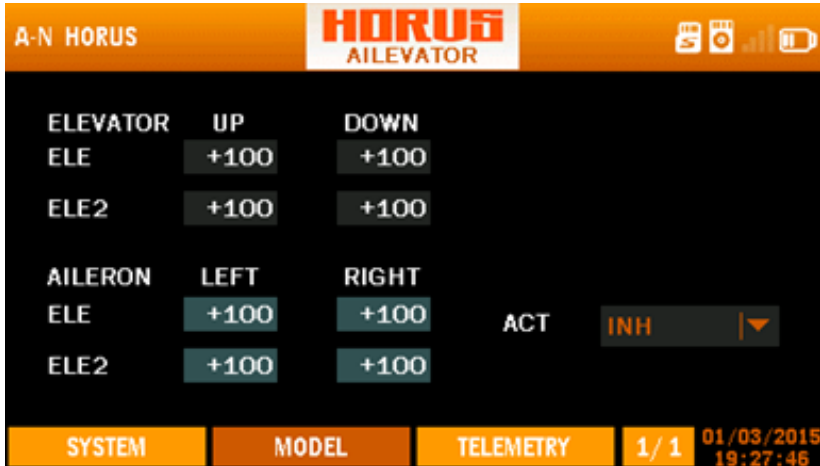 A-N HORUS
HORUS
AILEVATOR
ELEVATOR UP DOWN
ELE +100 +100
ELE2 +100 +100
AILERON LEFT RIGHT
ELE +100 +100
ACT INH
ELE2 +100 +100
SYSTEM MODEL TELEMETRY 1/1 01/03/2015
19:27:46